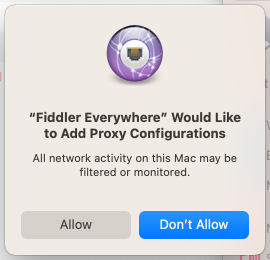 “Fiddler Everywhere” Would Like
to Add Proxy Configurations
All network activity on this Mac may be
filtered or monitored.
Allow
Don’t Allow